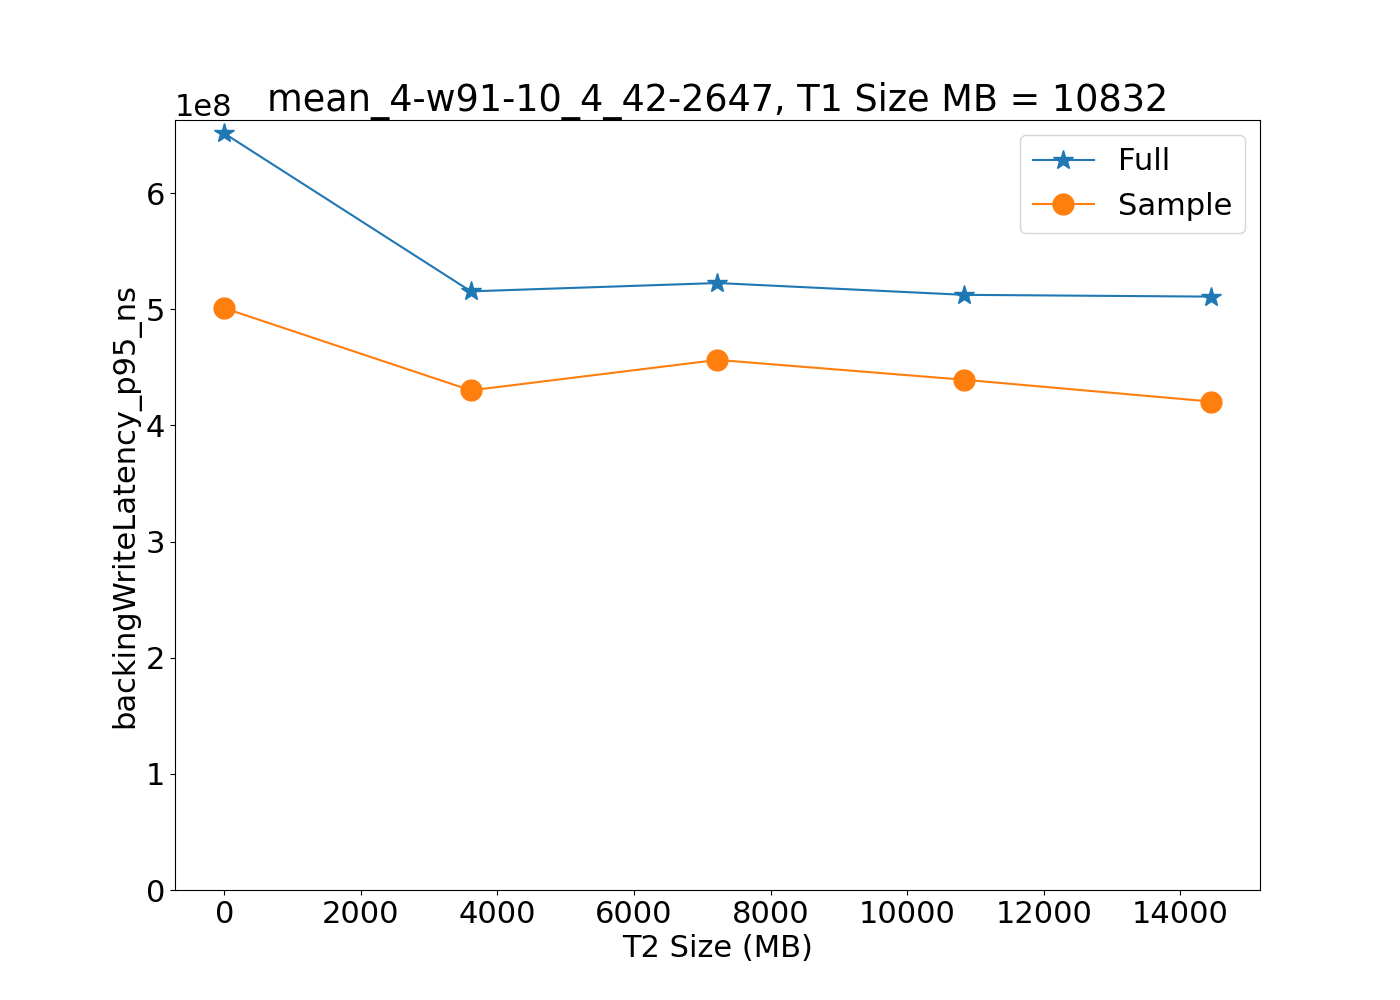 mean_4-w91-10_4_42-2647, T1 Size MB = 10832
1e8
Full
Sample
6
5
4
3
2
1
0
backingWriteLatency_p95_ns
0 2000 4000 6000 8000 10000 12000 14000
T2 Size (MB)